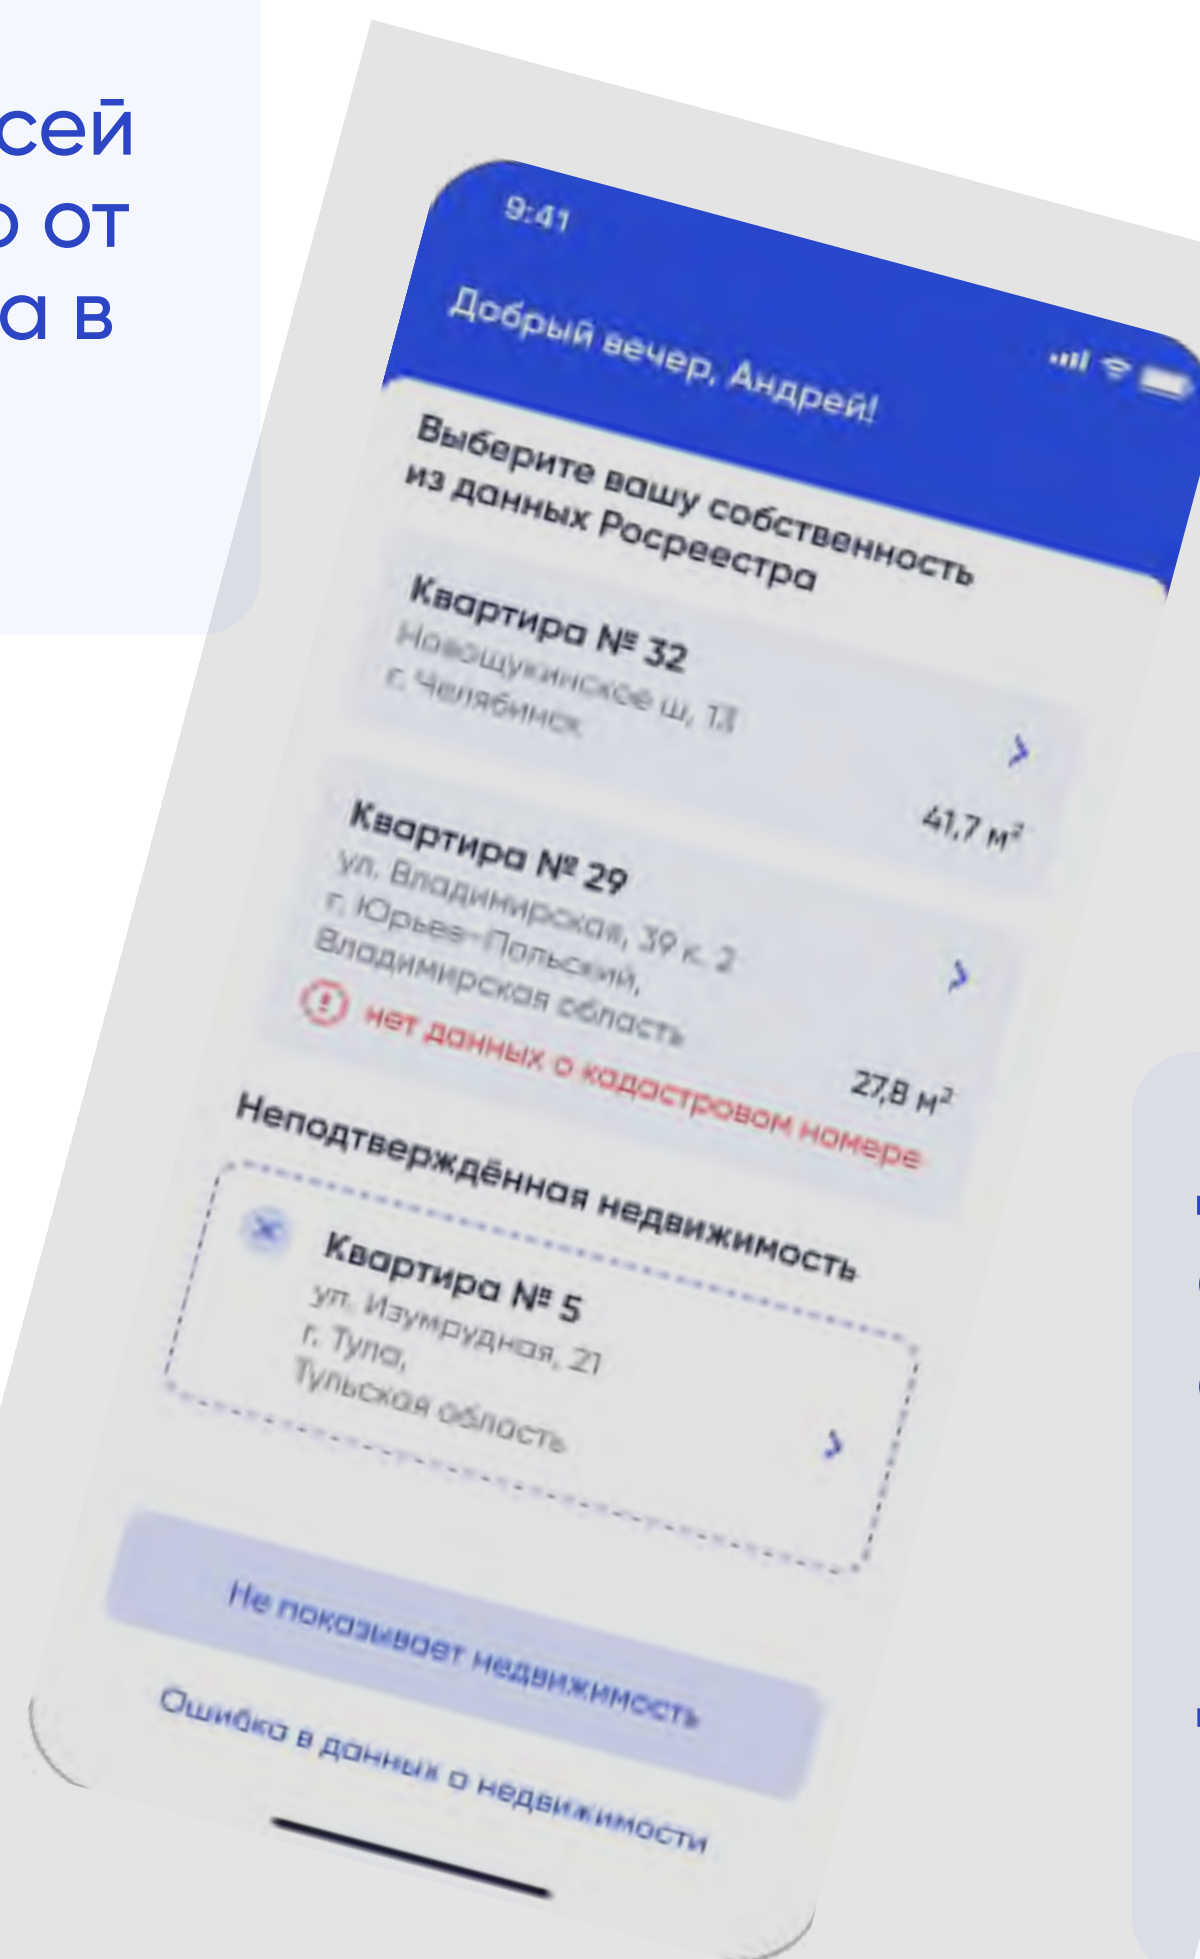 сей
о от
а в
9:41
Добрый вечер, Андрей!
Выберите вашу собственность
из данных Росреестра
Квартира № 32
Новощукинское ш, 13
г. Челябинск
41,7 м²
Квартира № 29
ул. Владимирская, 39 к. 2
г. Юрьев-Польский,
Владимирская область
27,8 м²
нет данных о кадастровом номере
Неподтверждённая недвижимость
Квартира № 5
ул. Изумрудная, 21
г. Тула,
Тульская область
Не показывает недвижимость
Ошибка в данных о недвижимости